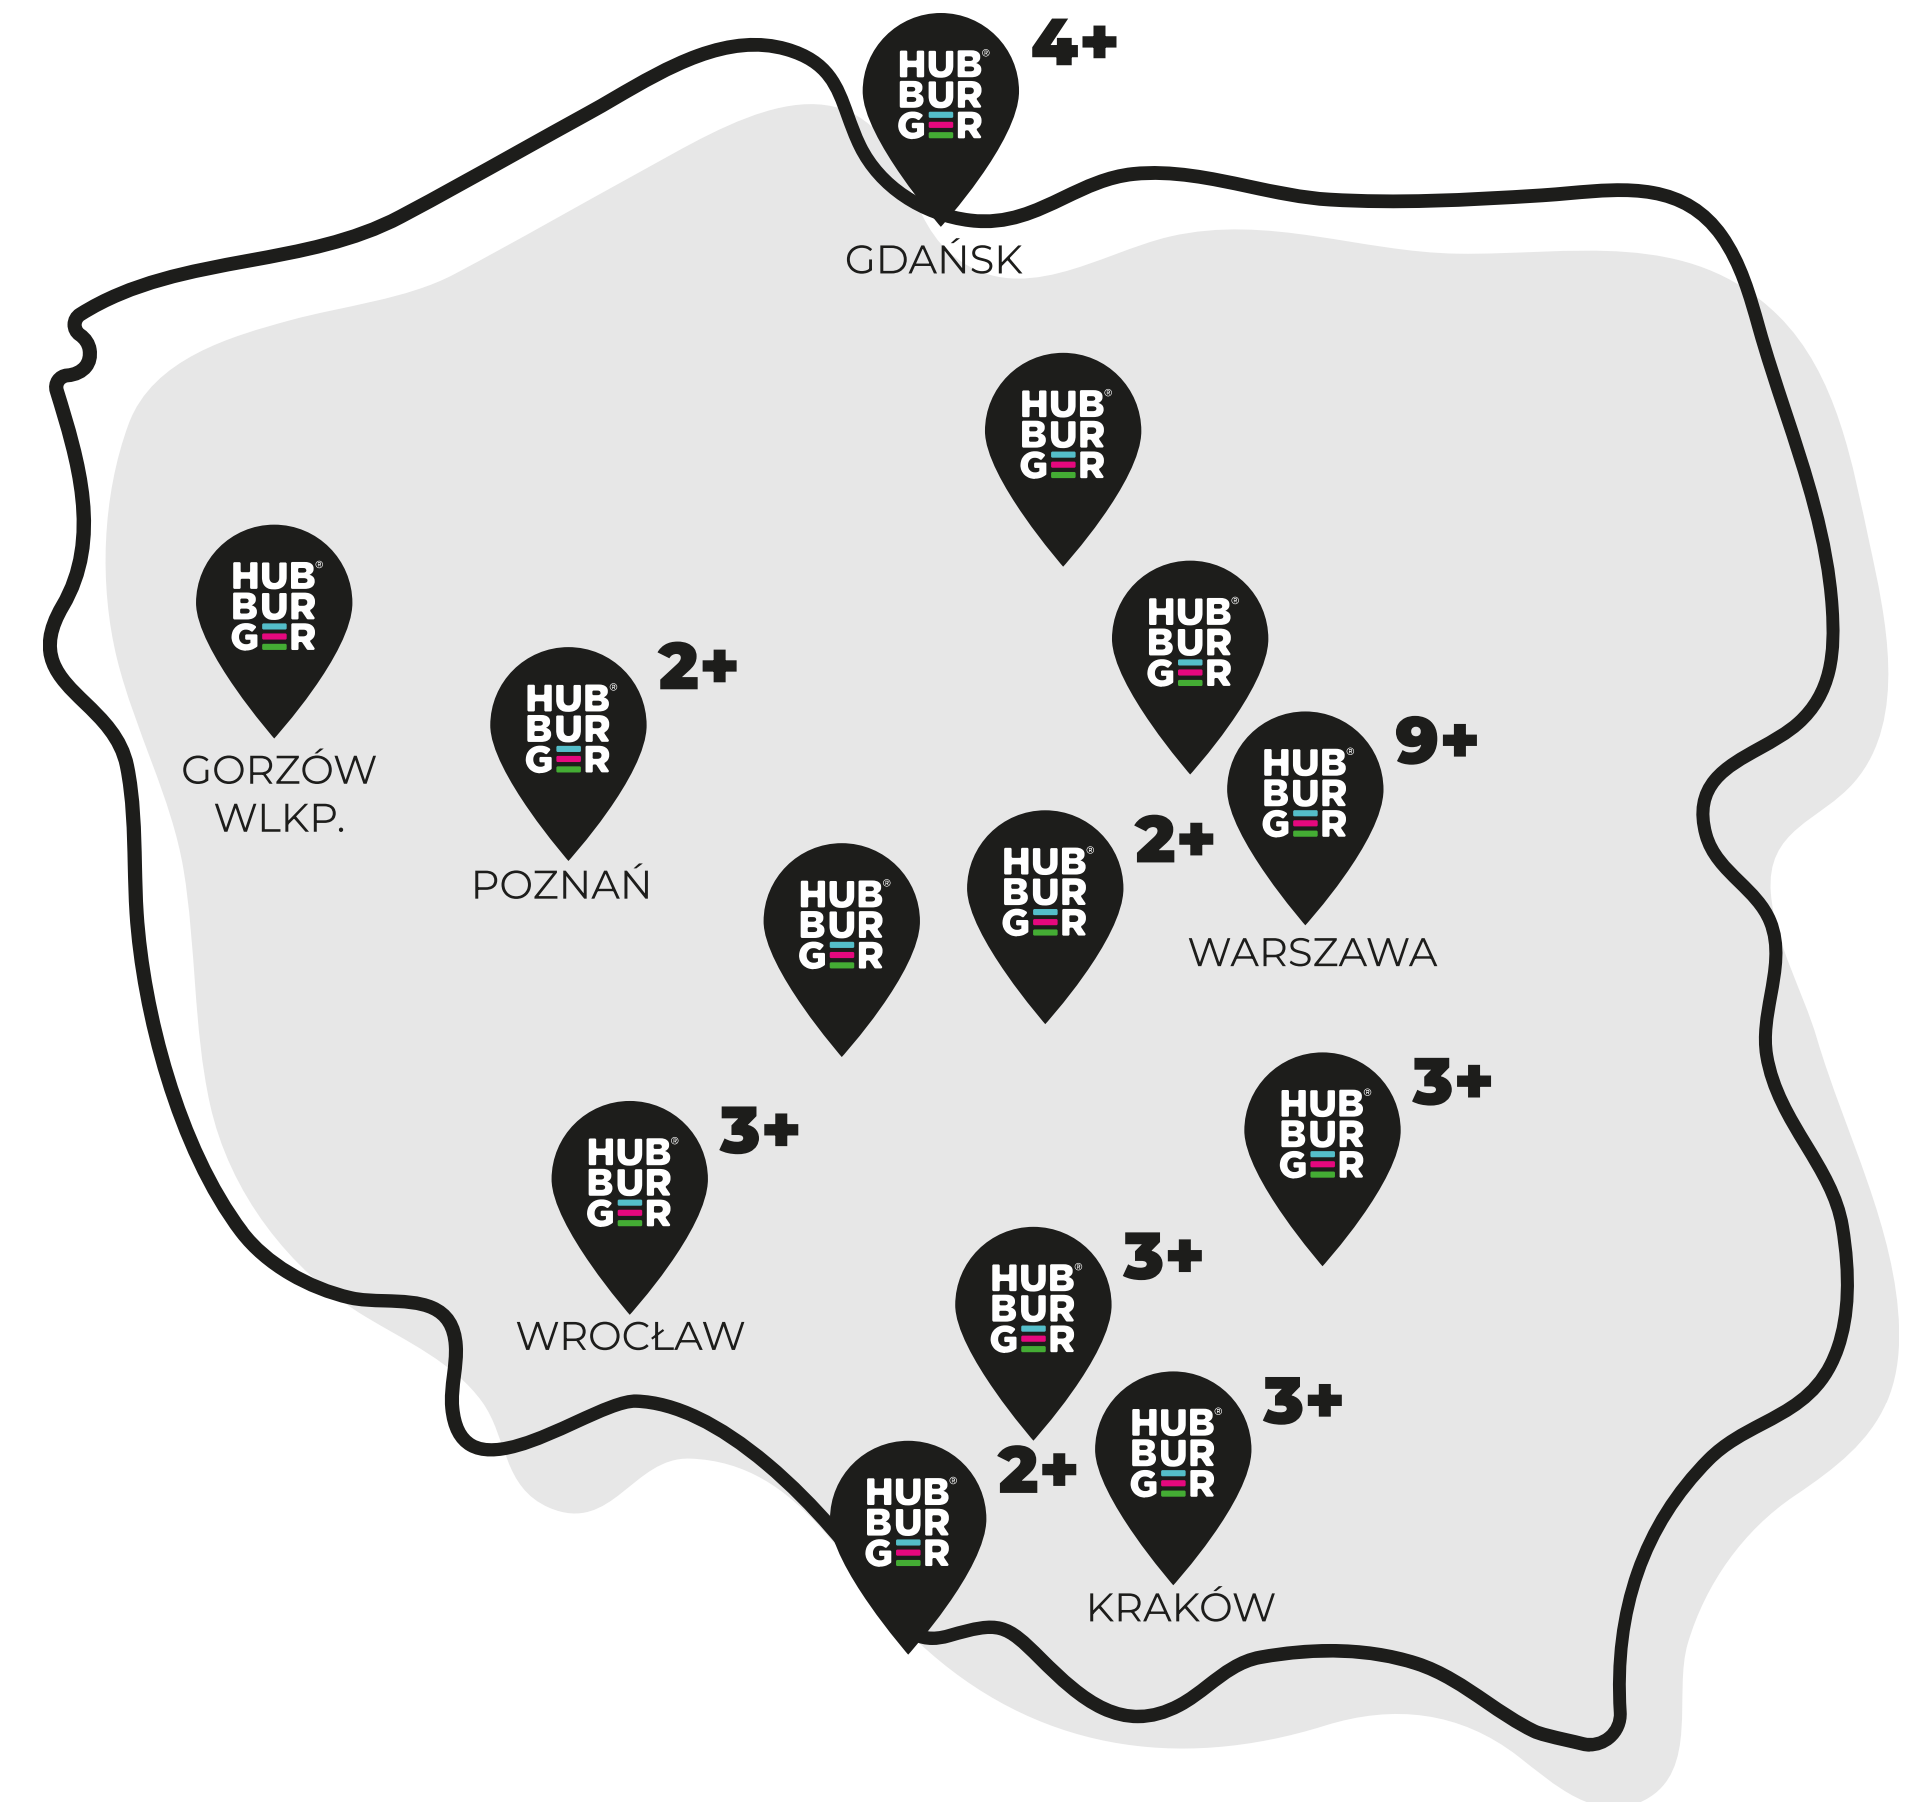 HUB®
BUR
GER
4+
GDAŃSK
HUB®
BUR
GER
HUB®
BUR
GER
GORZÓW
WLKP.
HUB®
BUR
GER
2+
POZNAŃ
HUB®
BUR
GER
HUB®
BUR
GER
9+
WARSZAWA
HUB®
BUR
GER
2+
HUB®
BUR
GER
HUB®
BUR
GER
3+
HUB®
BUR
GER
3+
WROCŁAW
HUB®
BUR
GER
3+
HUB®
BUR
GER
3+
KRAKÓW
HUB®
BUR
GER
2+